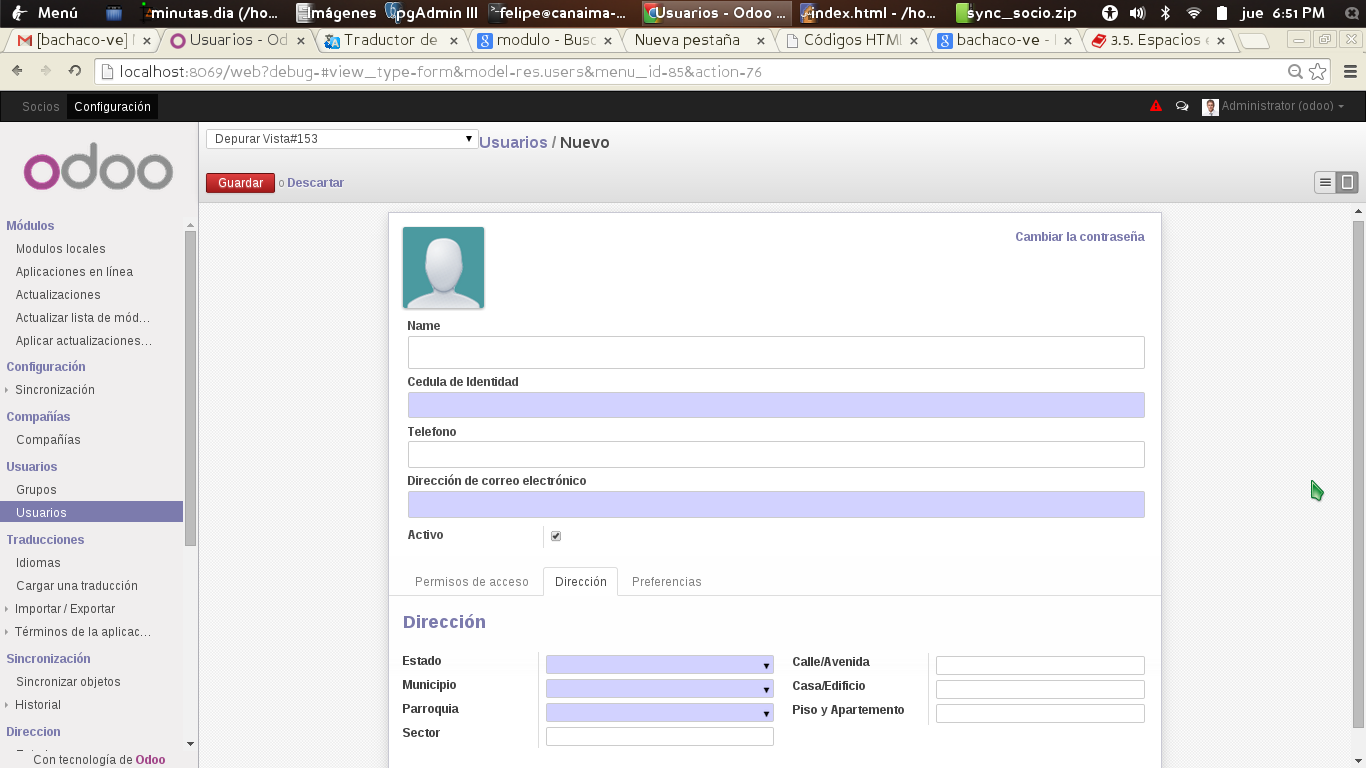 Menú minutas.dia (/ho... Imágenes pgAdmin III felipe@canaima-... Usuarios - Odoo ... index.html - /ho... sync_socio.zip jue 6:51 PM
[bachaco-ve] N × Usuarios - Od × Traductor de × modulo - Busc × Nueva pestaña × Códigos HTML × bachaco-ve - × 3.5. Espacios ×
localhost:8069/web?debug=#view_type=form&model=res.users&menu_id=85&action=76
Socios Configuración Administrator (odoo)
odoo
Depurar Vista#153 Usuarios / Nuevo
Guardar o Descartar
Módulos
Modulos locales
Aplicaciones en línea
Actualizaciones
Actualizar lista de mód...
Aplicar actualizaciones...
Configuración
Sincronización
Compañías
Compañías
Usuarios
Grupos
Usuarios
Traducciones
Idiomas
Cargar una traducción
Importar / Exportar
Términos de la aplicac...
Sincronización
Sincronizar objetos
Historial
Direccion
Con tecnología de Odoo
Cambiar la contraseña
Name
Cedula de Identidad
Telefono
Dirección de correo electrónico
Activo
Permisos de acceso Dirección Preferencias
Dirección
Estado Calle/Avenida
Municipio Casa/Edificio
Parroquia Piso y Apartemento
Sector